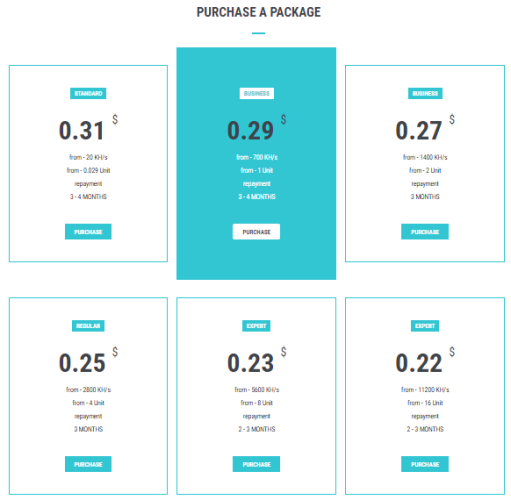 PURCHASE A PACKAGE
STANDARD
0.31 $
from - 20 KH/s
from - 0.029 Unit
repayment
3 - 4 MONTHS
PURCHASE
BUSINESS
0.29 $
from - 700 KH/s
from - 1 Unit
repayment
3 - 4 MONTHS
PURCHASE
BUSINESS
0.27 $
from - 1400 KH/s
from - 2 Unit
repayment
3 MONTHS
PURCHASE
REGULAR
0.25 $
from - 2800 KH/s
from - 4 Unit
repayment
3 MONTHS
PURCHASE
EXPERT
0.23 $
from - 5600 KH/s
from - 8 Unit
repayment
2 - 3 MONTHS
PURCHASE
EXPERT
0.22 $
from - 11200 KH/s
from - 16 Unit
repayment
2 - 3 MONTHS
PURCHASE